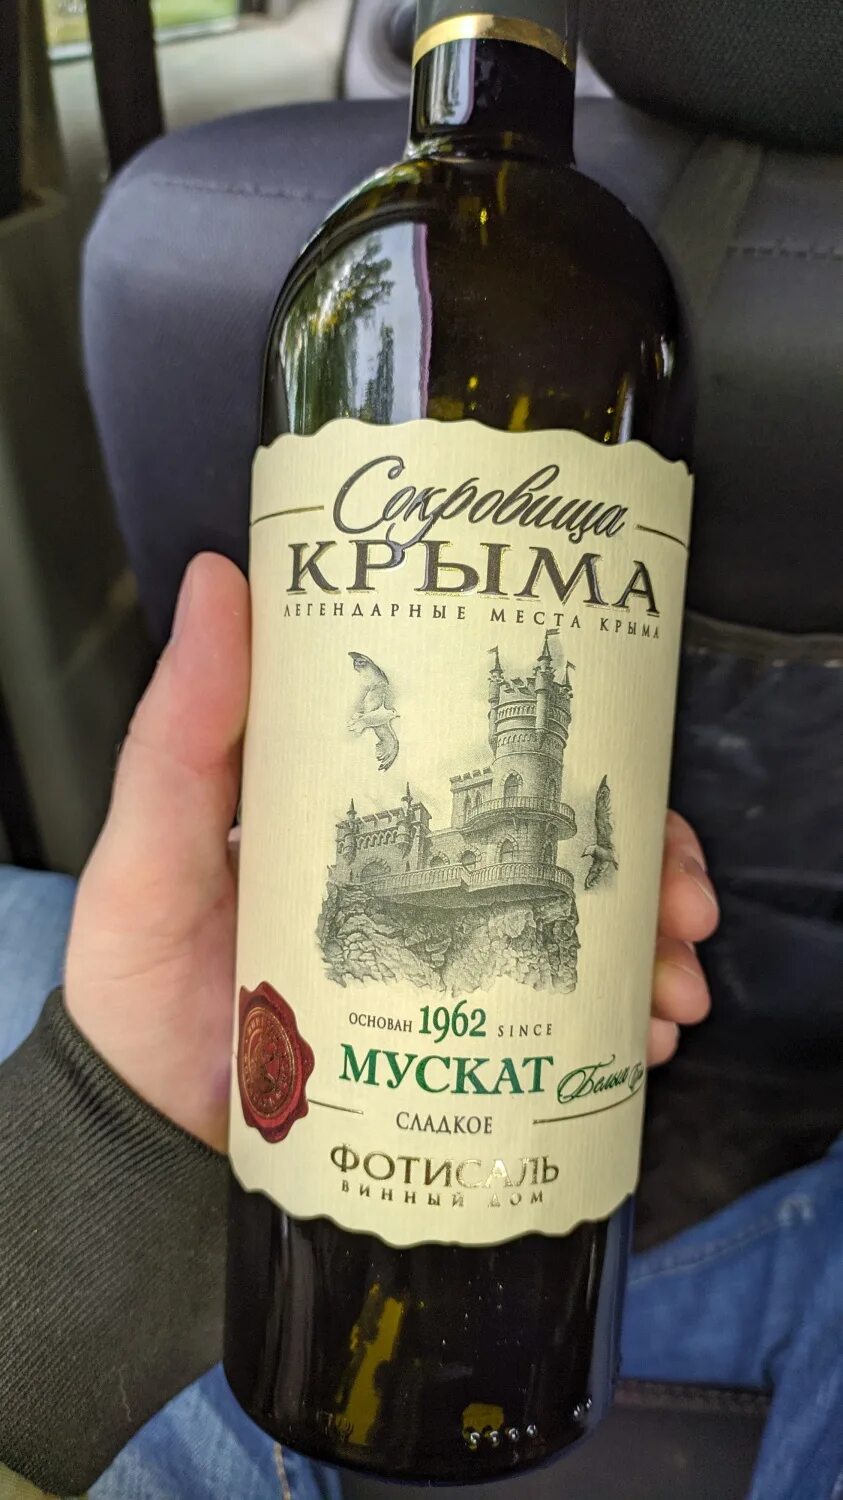 Сокровища
КРЫМА
ЛЕГЕНДАРНЫЕ МЕСТА КРЫМА
ОСНОВАН 1962 SINCE
МУСКАТ
СЛАДКОЕ
ФОТИСАЛЬ
ВИННЫЙ ДОМ